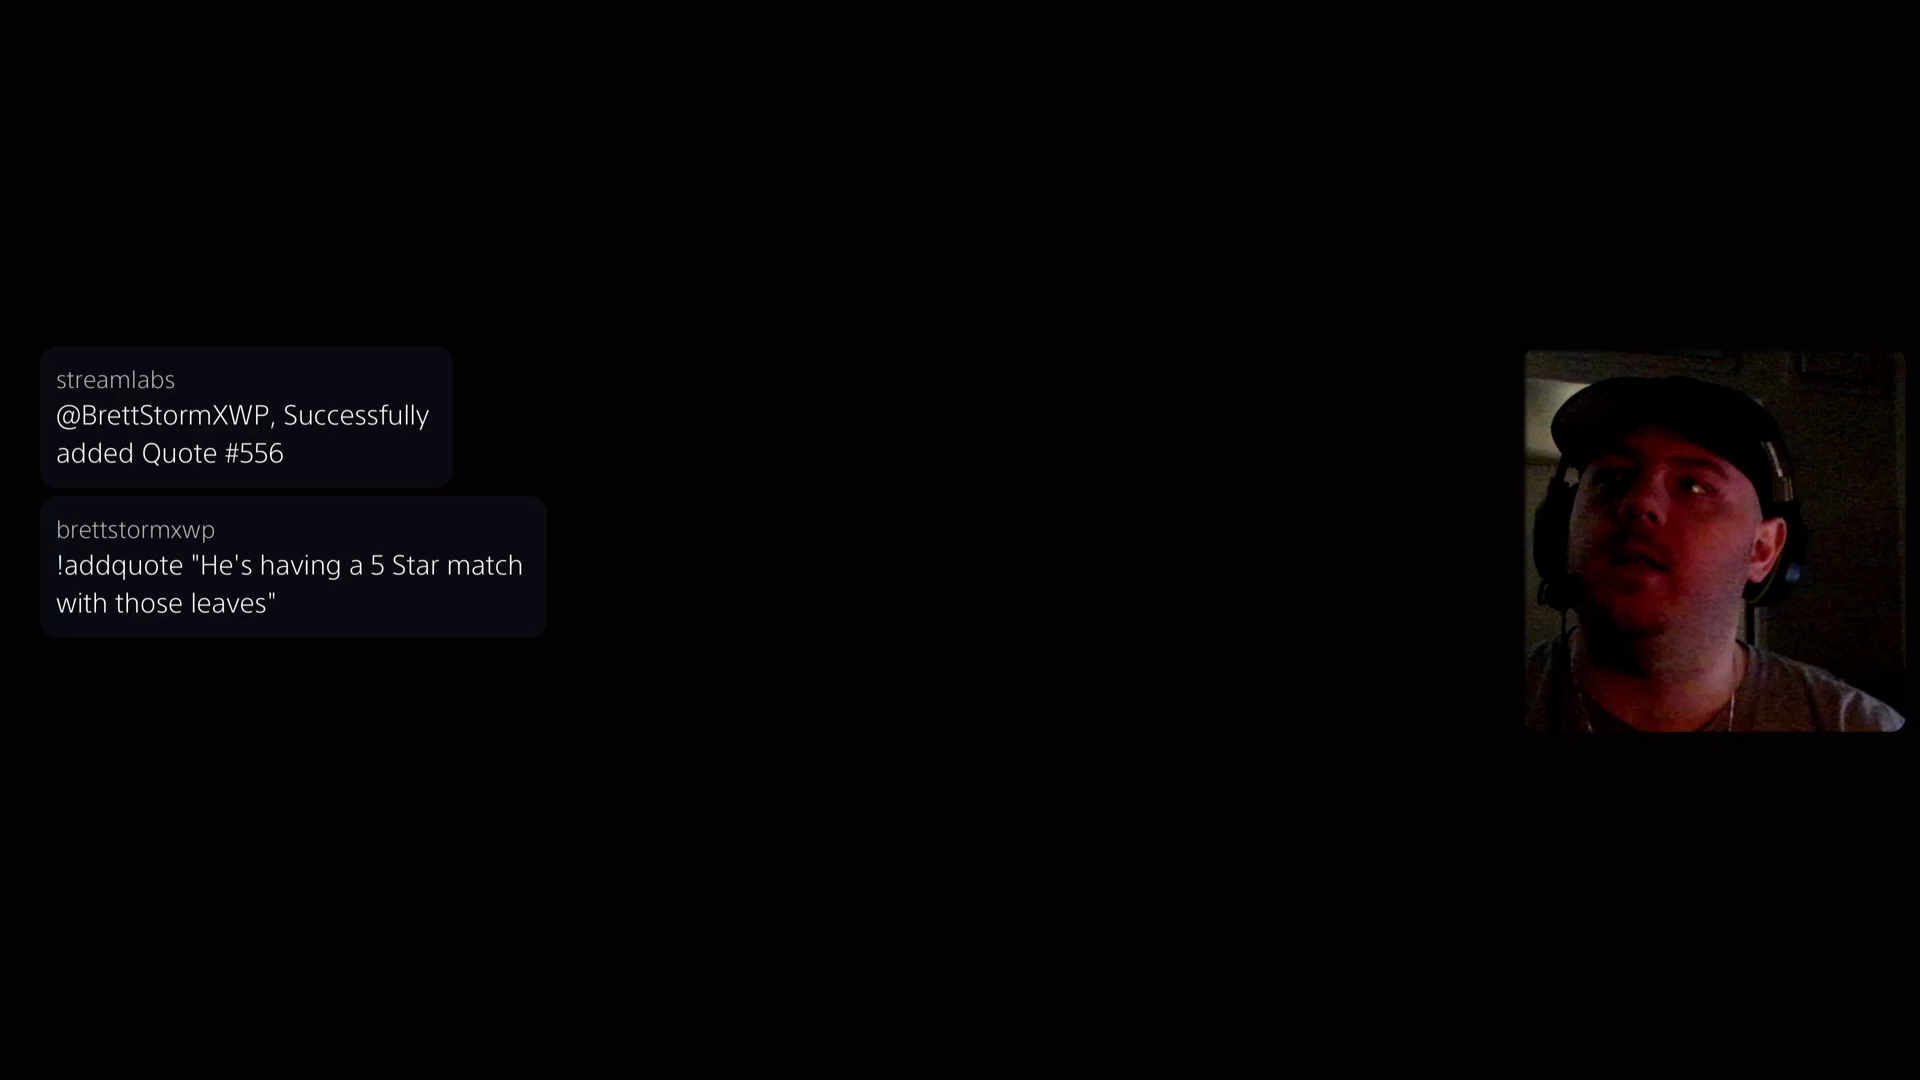 streamlabs
@BrettStormXWP, Successfully
added Quote #556
brettstormxwp
!addquote "He's having a 5 Star match
with those leaves"